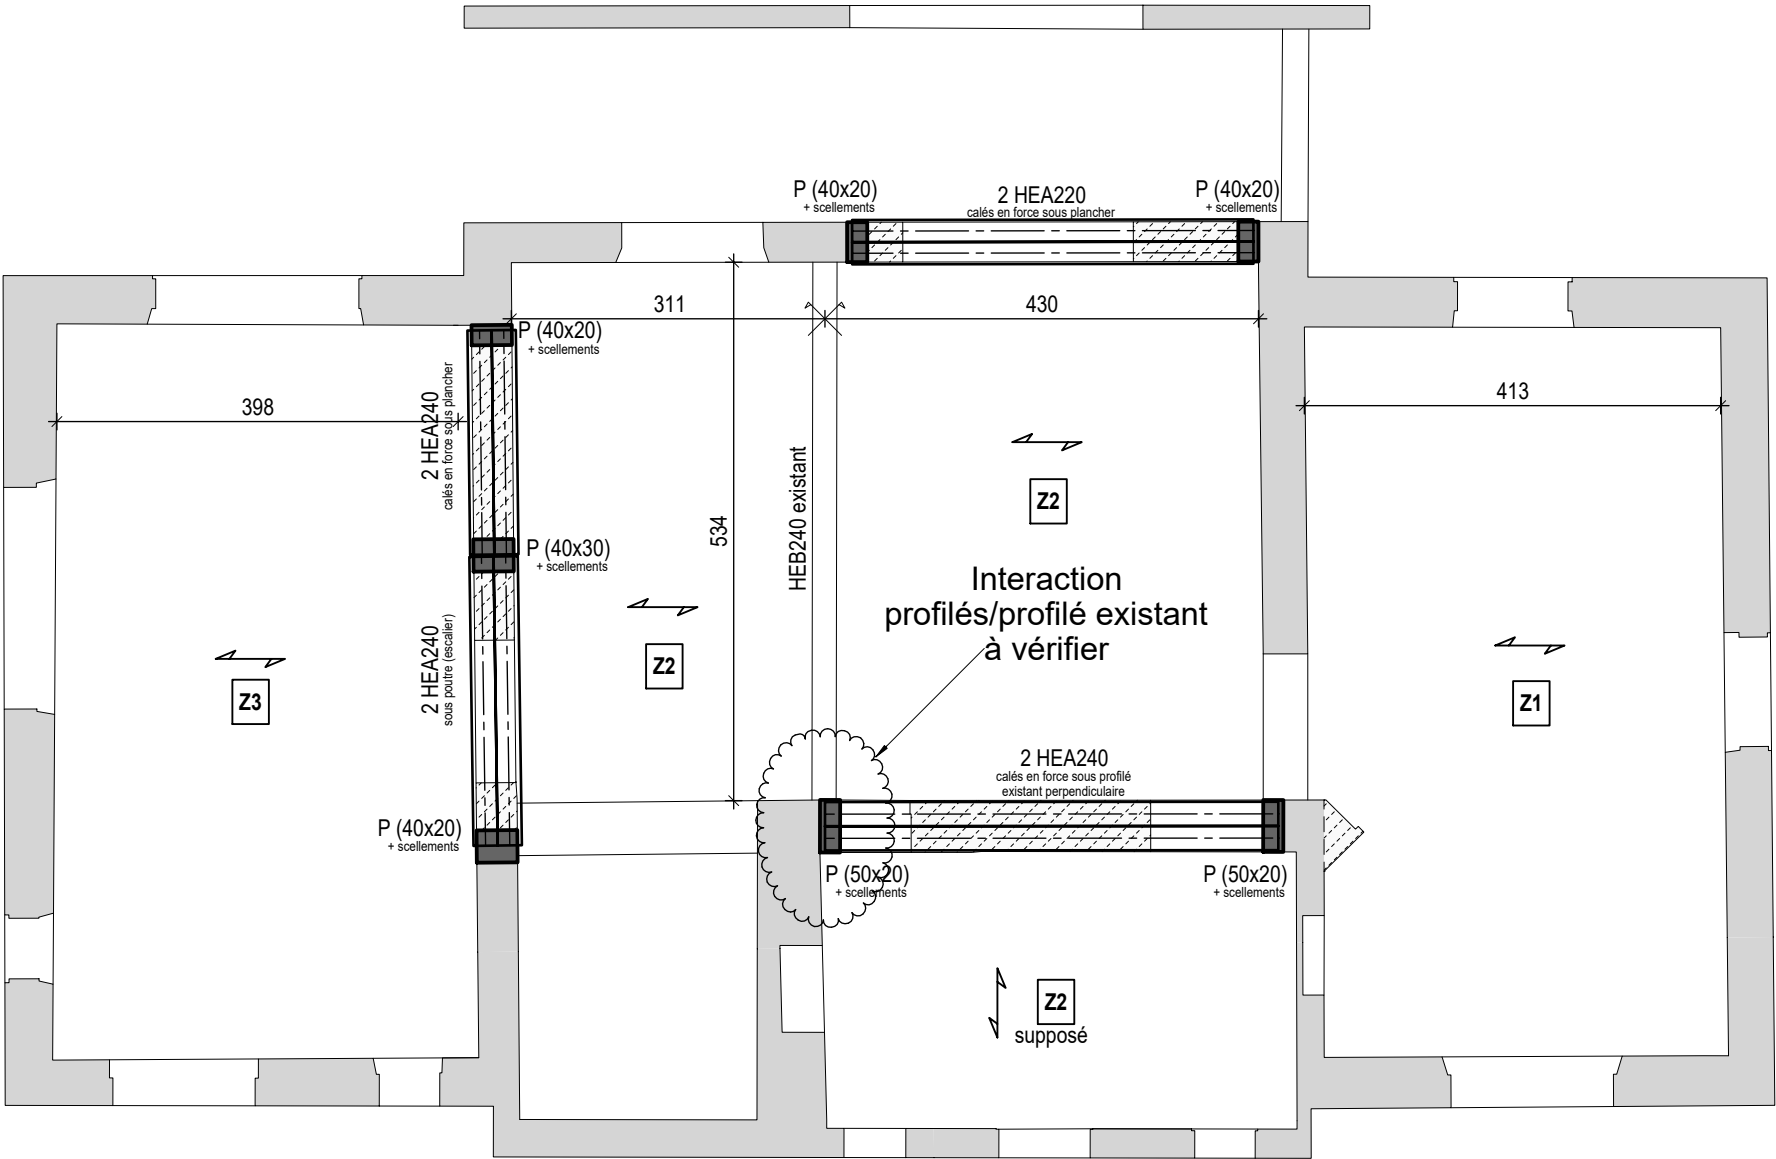 P (40x20)
+ scellements
2 HEA220
calés en force sous plancher
P (40x20)
+ scellements
311
430
P (40x20)
+ scellements
398
2 HEA240
calés en force sous plancher
413
HEB240 existant
534
Z2
P (40x30)
+ scellements
Interaction
profilés/profilé existant
à vérifier
2 HEA240
sous poutre (escalier)
Z3
Z2
Z1
2 HEA240
calés en force sous profilé
existant perpendiculaire
P (40x20)
+ scellements
P (50x20)
+ scellements
P (50x20)
+ scellements
Z2
supposé